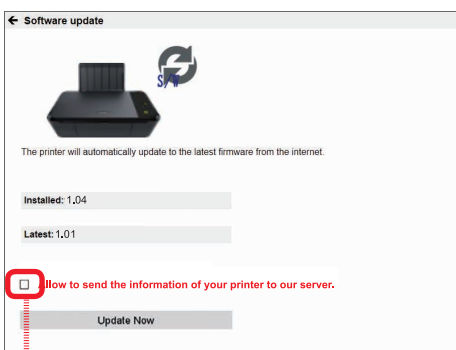 ← Software update
S/W
The printer will automatically update to the latest firmware from the internet.
Installed: 1.04
Latest: 1.01
Allow to send the information of your printer to our server.
Update Now